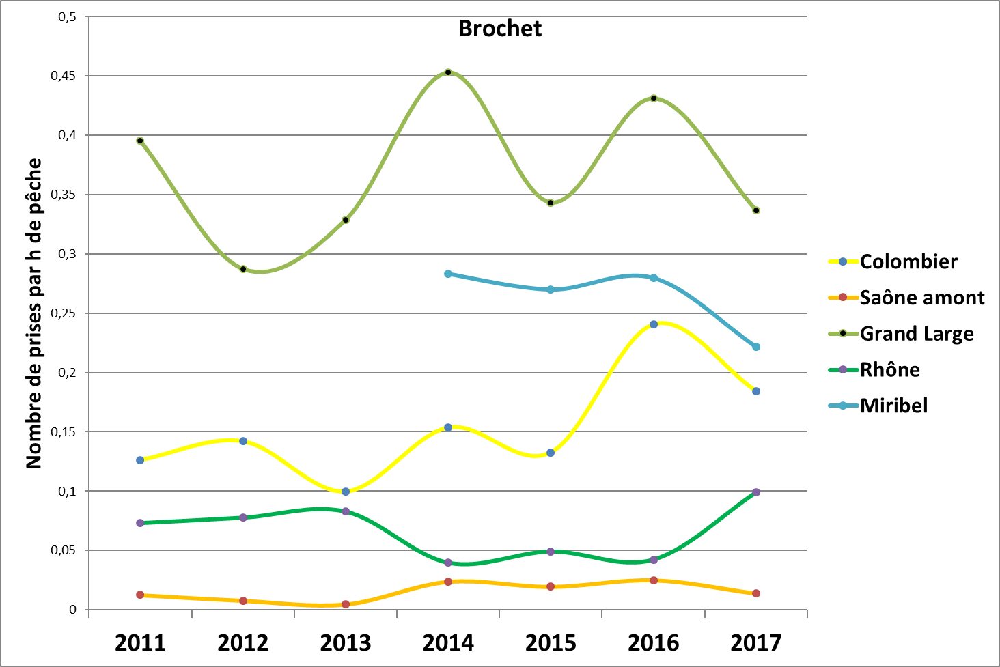 Brochet
Nombre de prises par h de pêche
0,5
0,45
0,4
0,35
0,3
0,25
0,2
0,15
0,1
0,05
0
2011 2012 2013 2014 2015 2016 2017
Colombier
Saône amont
Grand Large
Rhône
Miribel